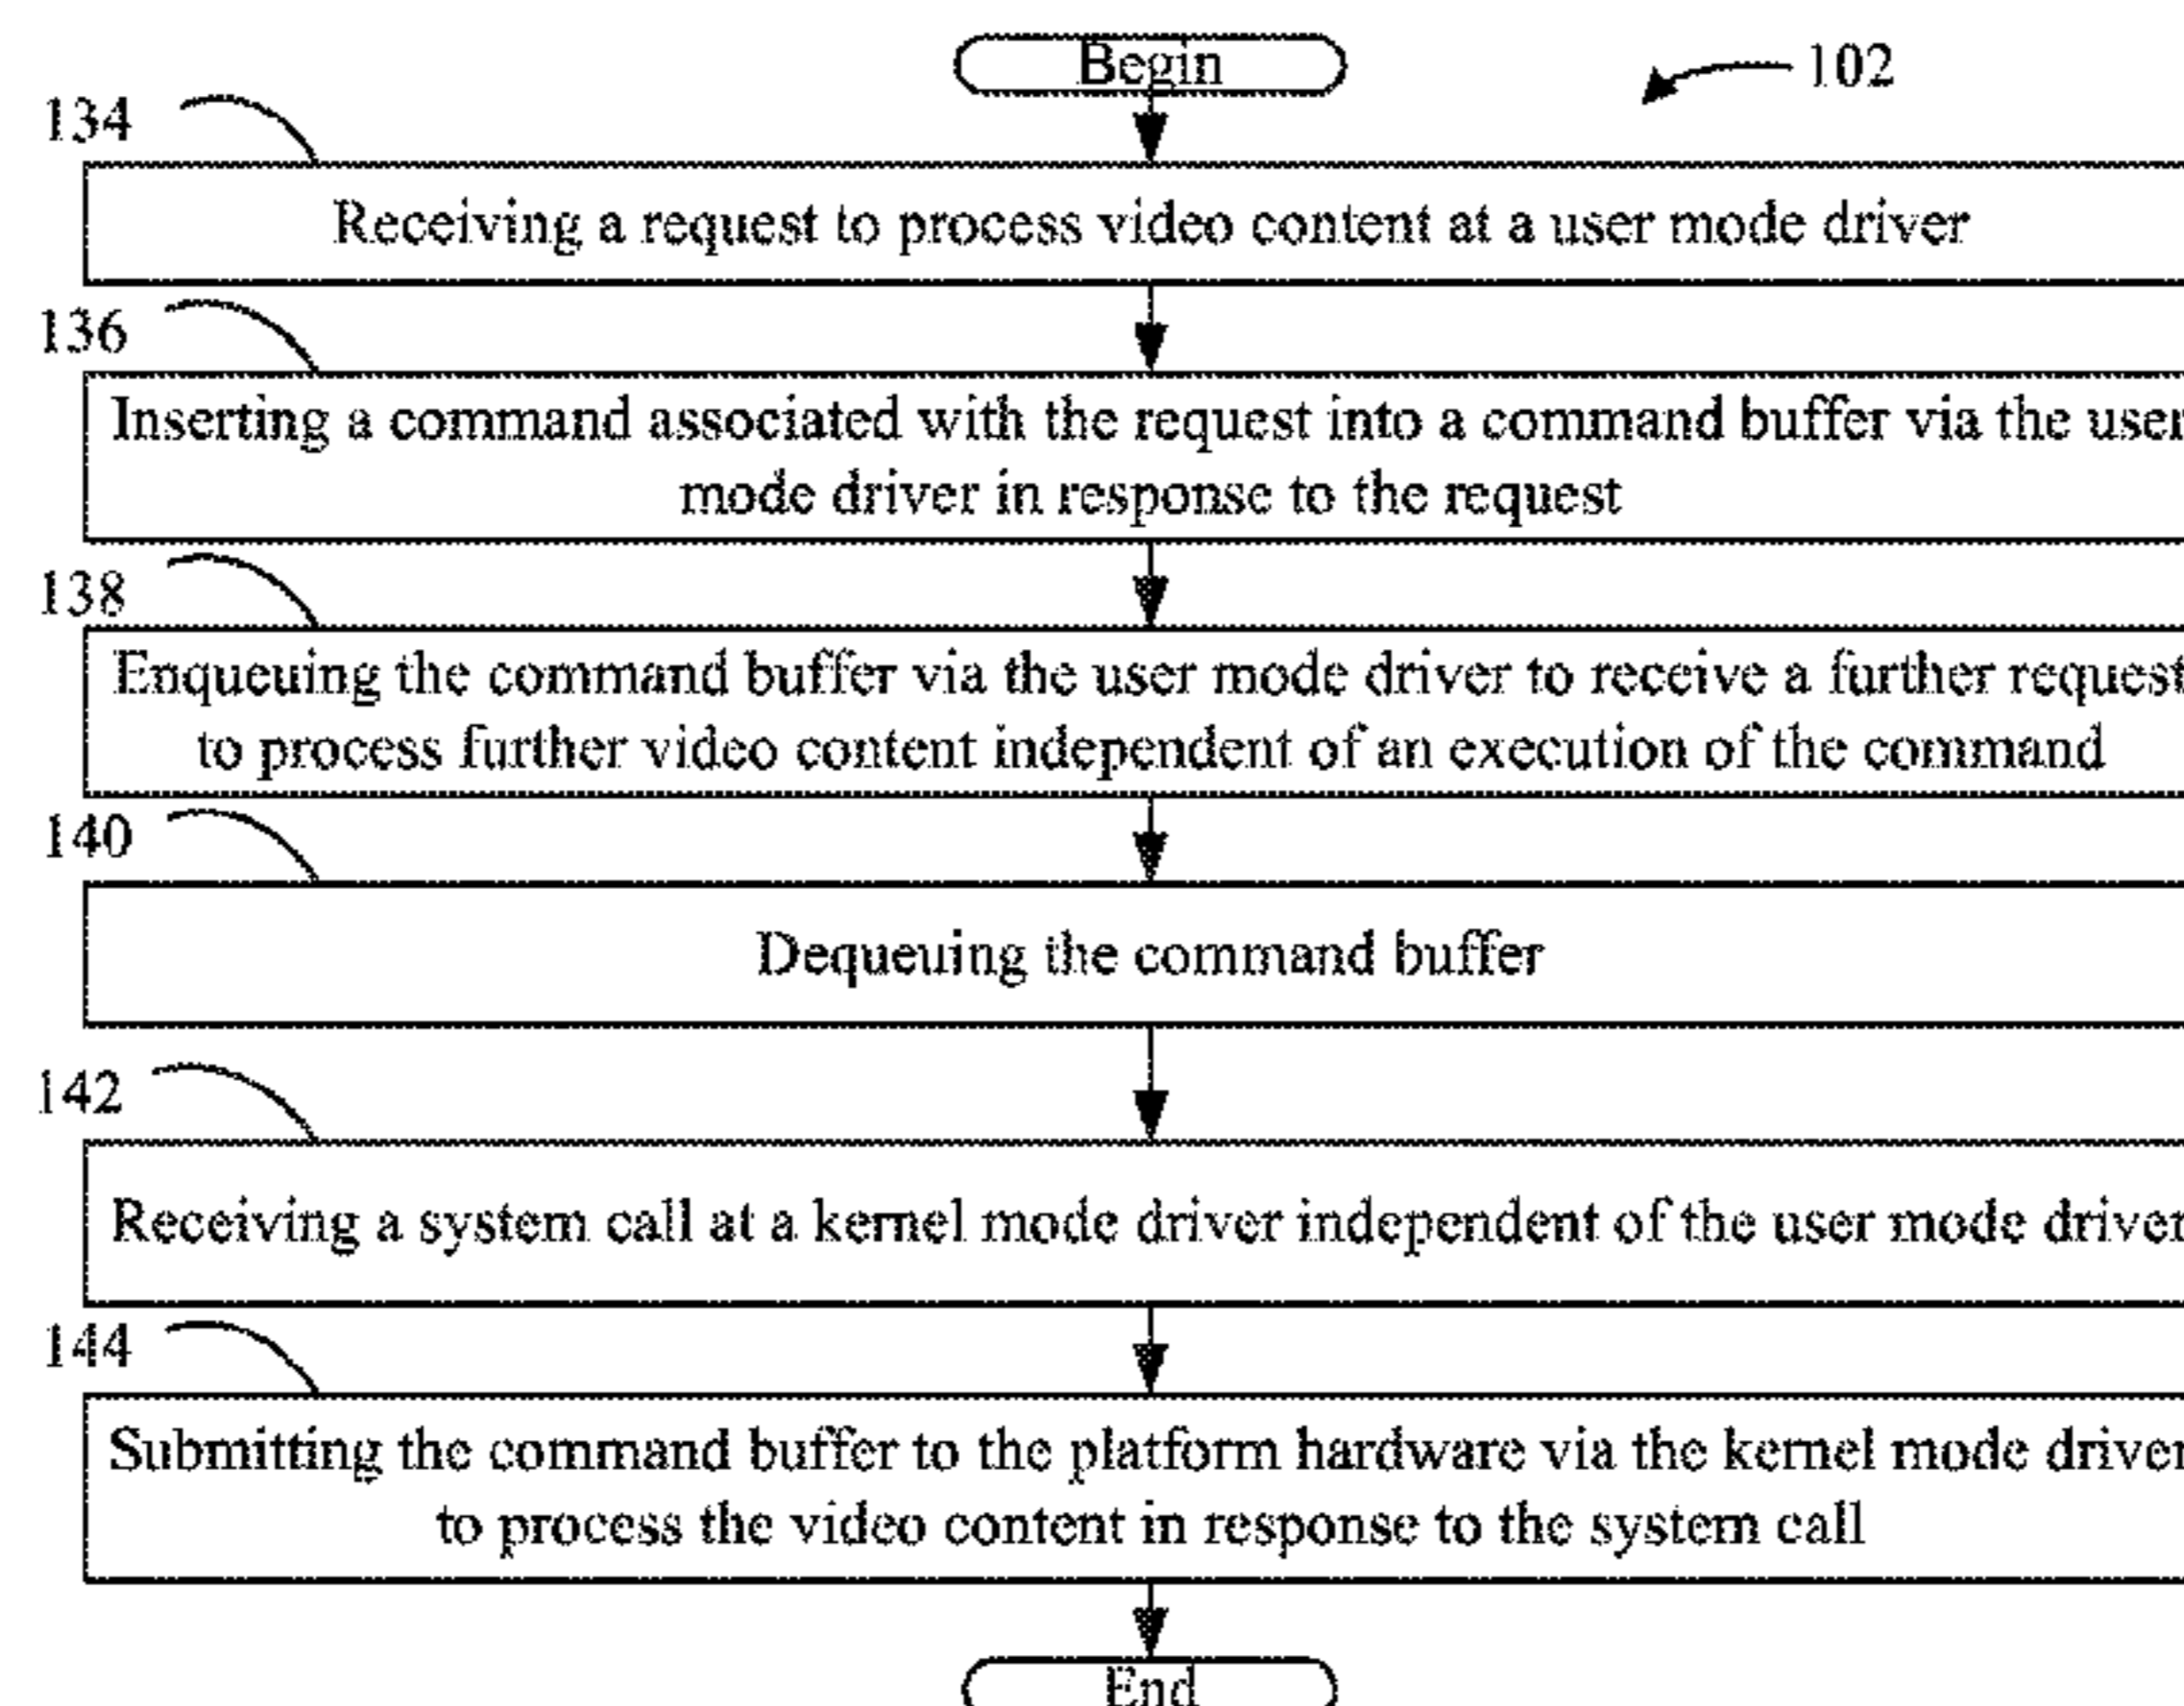 Begin
102
134
Receiving a request to process video content at a user mode driver
136
Inserting a command associated with the request into a command buffer via the user
mode driver in response to the request
138
Enqueuing the command buffer via the user mode driver to receive a further request
to process further video content independent of an execution of the command
140
Dequeuing the command buffer
142
Receiving a system call at a kernel mode driver independent of the user mode driver
144
Submitting the command buffer to the platform hardware via the kernel mode driver
to process the video content in response to the system call
End